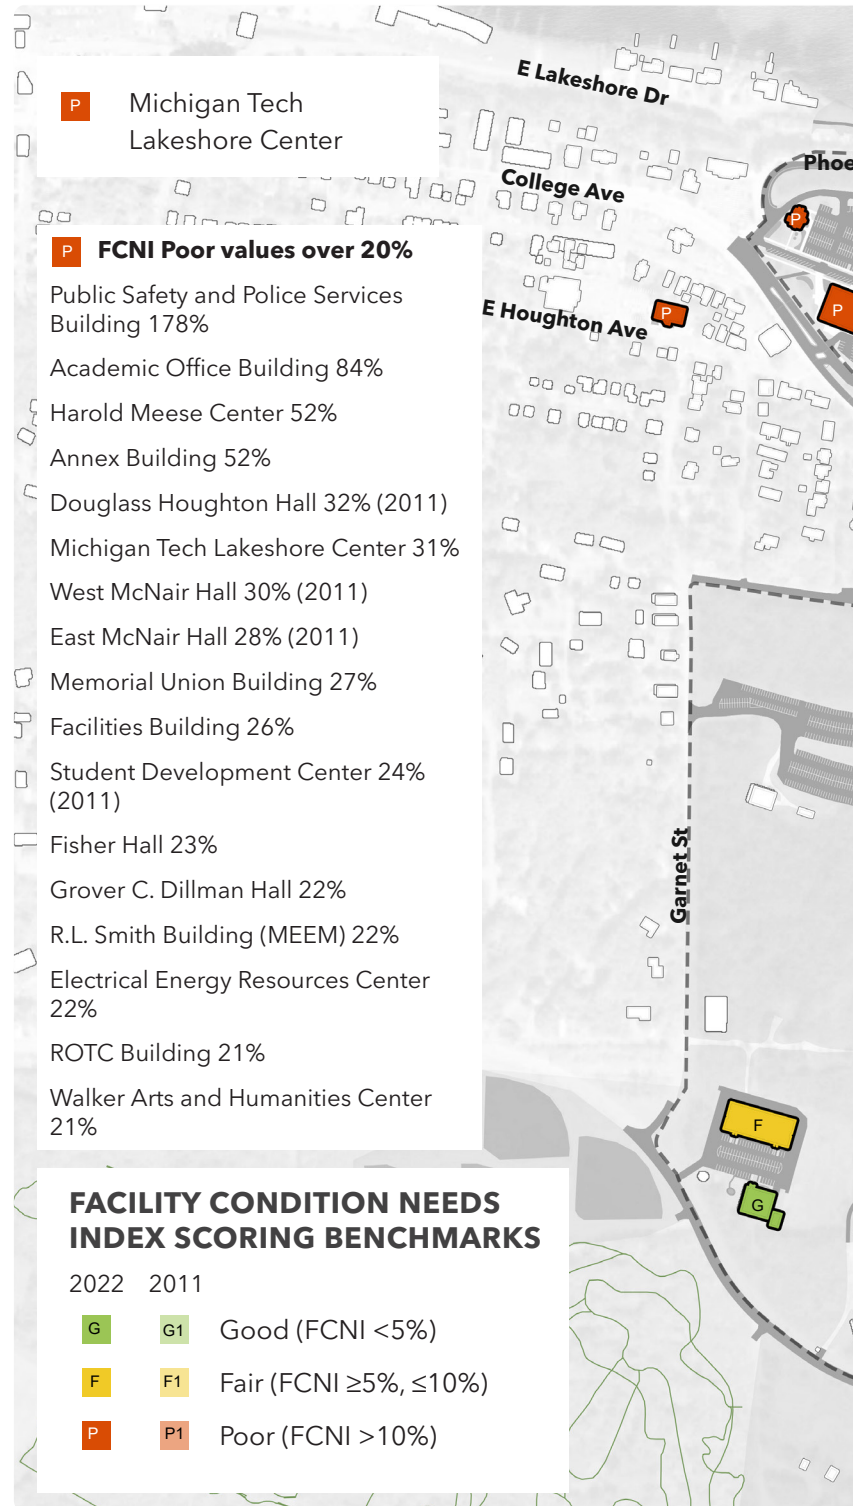 E Lakeshore Dr
P Michigan Tech
Lakeshore Center
Phoe
College Ave
P
P FCNI Poor values over 20%
Public Safety and Police Services
Building 178%
E Houghton Ave
P
P
Academic Office Building 84%
Harold Meese Center 52%
Annex Building 52%
Douglass Houghton Hall 32% (2011)
Michigan Tech Lakeshore Center 31%
West McNair Hall 30% (2011)
East McNair Hall 28% (2011)
Memorial Union Building 27%
Facilities Building 26%
Student Development Center 24%
(2011)
Fisher Hall 23%
Grover C. Dillman Hall 22%
R.L. Smith Building (MEEM) 22%
Electrical Energy Resources Center
22%
ROTC Building 21%
Walker Arts and Humanities Center
21%
Garnet St
F
G
FACILITY CONDITION NEEDS
INDEX SCORING BENCHMARKS
2022 2011
G G1 Good (FCNI <5%)
F F1 Fair (FCNI ≥5%, ≤10%)
P P1 Poor (FCNI >10%)